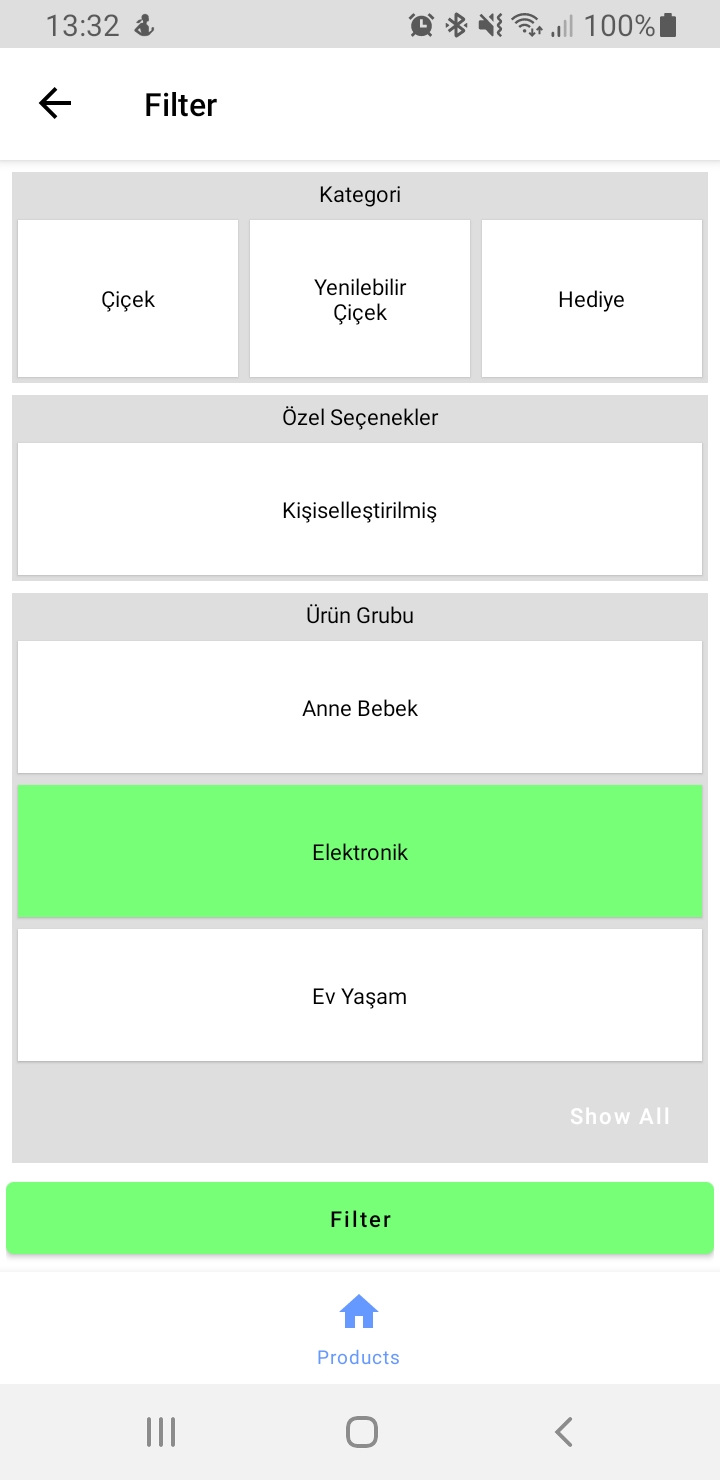 13:32
100%
Filter
Kategori
Çiçek
Yenilebilir
Çiçek
Hediye
Özel Seçenekler
Kişiselleştirilmiş
Ürün Grubu
Anne Bebek
Elektronik
Ev Yaşam
Show All
Filter
Products